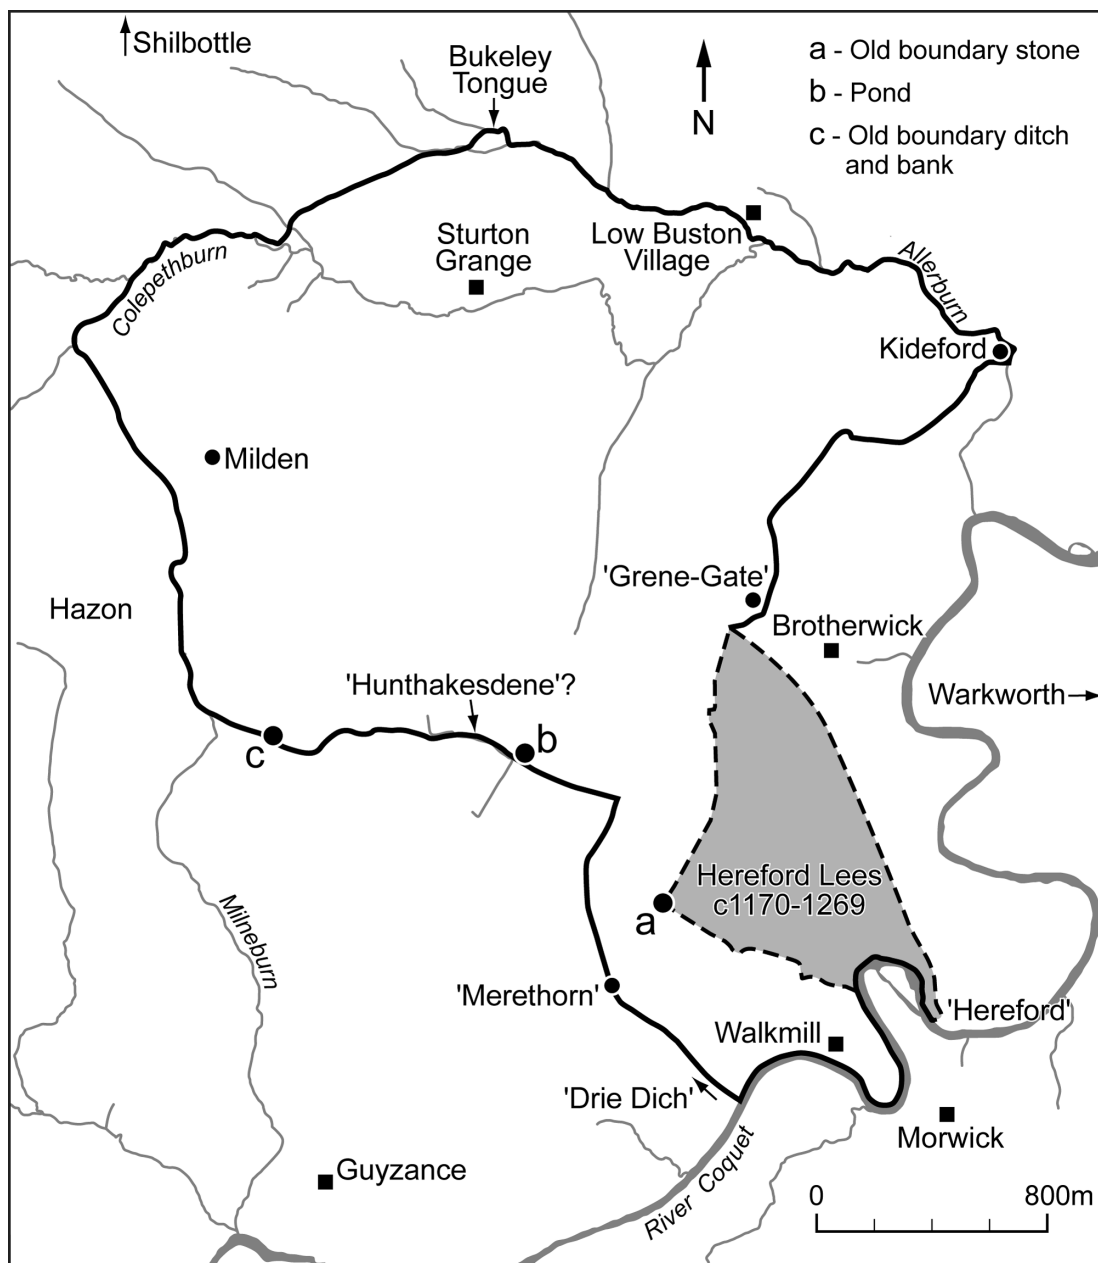 Shilbottle
Bukeley
Tongue
N
a - Old boundary stone
b - Pond
c - Old boundary ditch
and bank
Sturton
Grange
Low Buston
Village
Colepethburn
Allerburn
Kideford
Milden
'Grene-Gate'
Hazon
Brotherwick
'Hunthakesdene'?
Warkworth
c
b
Hereford Lees
c1170-1269
a
Milneburn
'Merethorn'
'Hereford'
Walkmill
'Drie Dich'
Morwick
Guyzance
River Coquet
0 800m